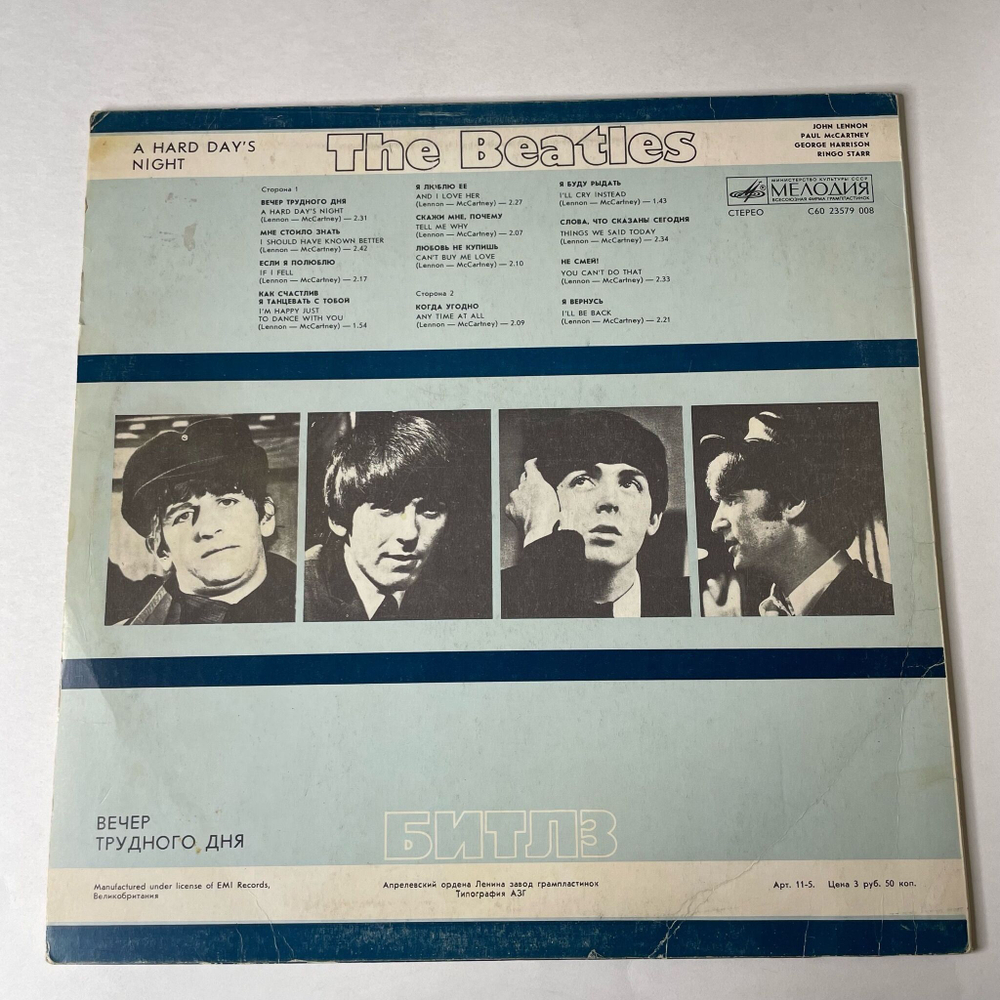 A HARD DAY'S
NIGHT
The Beatles
JOHN LENNON
PAUL McCARTNEY
GEORGE HARRISON
RINGO STARR
МИНИСТЕРСТВО КУЛЬТУРЫ СССР
МЕЛОДИЯ
ВСЕСОЮЗНАЯ ФИРМА ГРАМПЛАСТИНОК
СТЕРЕО
С60 23579 008
Сторона 1
ВЕЧЕР ТРУДНОГО ДНЯ
A HARD DAY'S NIGHT
(Lennon — McCartney) — 2.31
МНЕ СТОИЛО ЗНАТЬ
I SHOULD HAVE KNOWN BETTER
(Lennon — McCartney) — 2.42
ЕСЛИ Я ПОЛЮБЛЮ
IF I FELL
(Lennon — McCartney) — 2.17
КАК СЧАСТЛИВ
Я ТАНЦЕВАТЬ С ТОБОЙ
I'M HAPPY JUST
TO DANCE WITH YOU
(Lennon — McCartney) — 1.54
Я ЛЮБЛЮ ЕЕ
AND I LOVE HER
(Lennon — McCartney) — 2.27
СКАЖИ МНЕ, ПОЧЕМУ
TELL ME WHY
(Lennon — McCartney) — 2.07
ЛЮБОВЬ НЕ КУПИШЬ
CAN'T BUY ME LOVE
(Lennon — McCartney) — 2.10
Сторона 2
КОГДА УГОДНО
ANY TIME AT ALL
(Lennon — McCartney) — 2.09
Я БУДУ РЫДАТЬ
I'LL CRY INSTEAD
(Lennon — McCartney) — 1.43
СЛОВА, ЧТО СКАЗАНЫ СЕГОДНЯ
THINGS WE SAID TODAY
(Lennon — McCartney) — 2.34
НЕ СМЕЙ!
YOU CAN'T DO THAT
(Lennon — McCartney) — 2.33
Я ВЕРНУСЬ
I'LL BE BACK
(Lennon — McCartney) — 2.21
ВЕЧЕР
ТРУДНОГО ДНЯ
БИТЛЗ
Manufactured under license of EMI Records,
Великобритания
Апрелевский ордена Ленина завод грампластинок
Типография АЗГ
Арт. 11-5. Цена 3 руб. 50 коп.